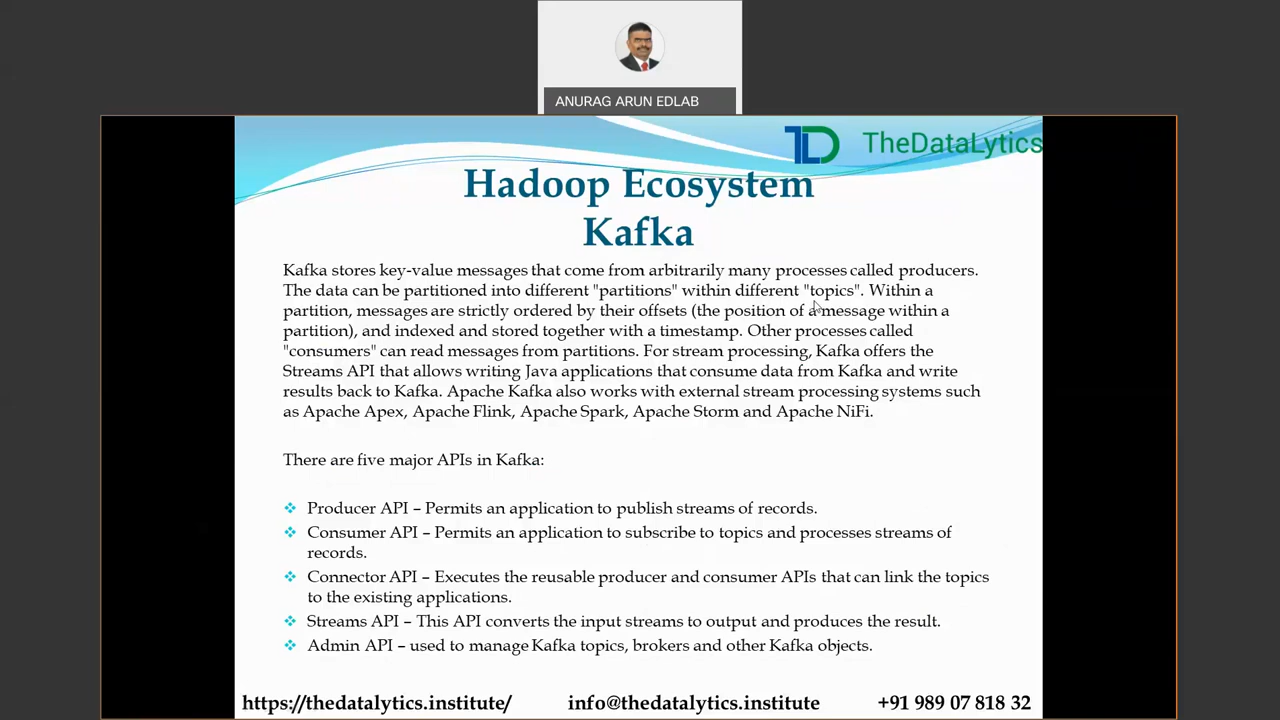 ANURAG ARUN EDLAB
TheDataLytics
Hadoop Ecosystem
Kafka
Kafka stores key-value messages that come from arbitrarily many processes called producers.
The data can be partitioned into different "partitions" within different "topics". Within a
partition, messages are strictly ordered by their offsets (the position of a message within a
partition), and indexed and stored together with a timestamp. Other processes called
"consumers" can read messages from partitions. For stream processing, Kafka offers the
Streams API that allows writing Java applications that consume data from Kafka and write
results back to Kafka. Apache Kafka also works with external stream processing systems such
as Apache Apex, Apache Flink, Apache Spark, Apache Storm and Apache NiFi.
There are five major APIs in Kafka:
❖ Producer API – Permits an application to publish streams of records.
❖ Consumer API – Permits an application to subscribe to topics and processes streams of
records.
❖ Connector API – Executes the reusable producer and consumer APIs that can link the topics
to the existing applications.
❖ Streams API – This API converts the input streams to output and produces the result.
❖ Admin API – used to manage Kafka topics, brokers and other Kafka objects.
https://thedatalytics.institute/ info@thedatalytics.institute +91 989 07 818 32